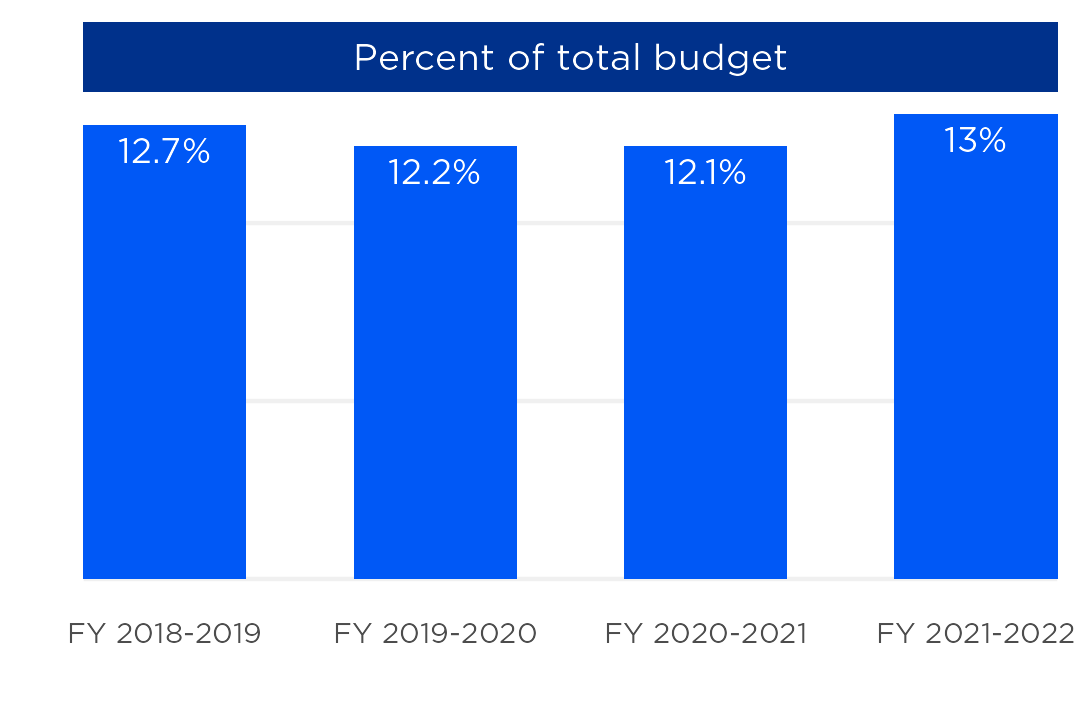 Percent of total budget
12.7%
12.2%
12.1%
13%
FY 2018-2019
FY 2019-2020
FY 2020-2021
FY 2021-2022